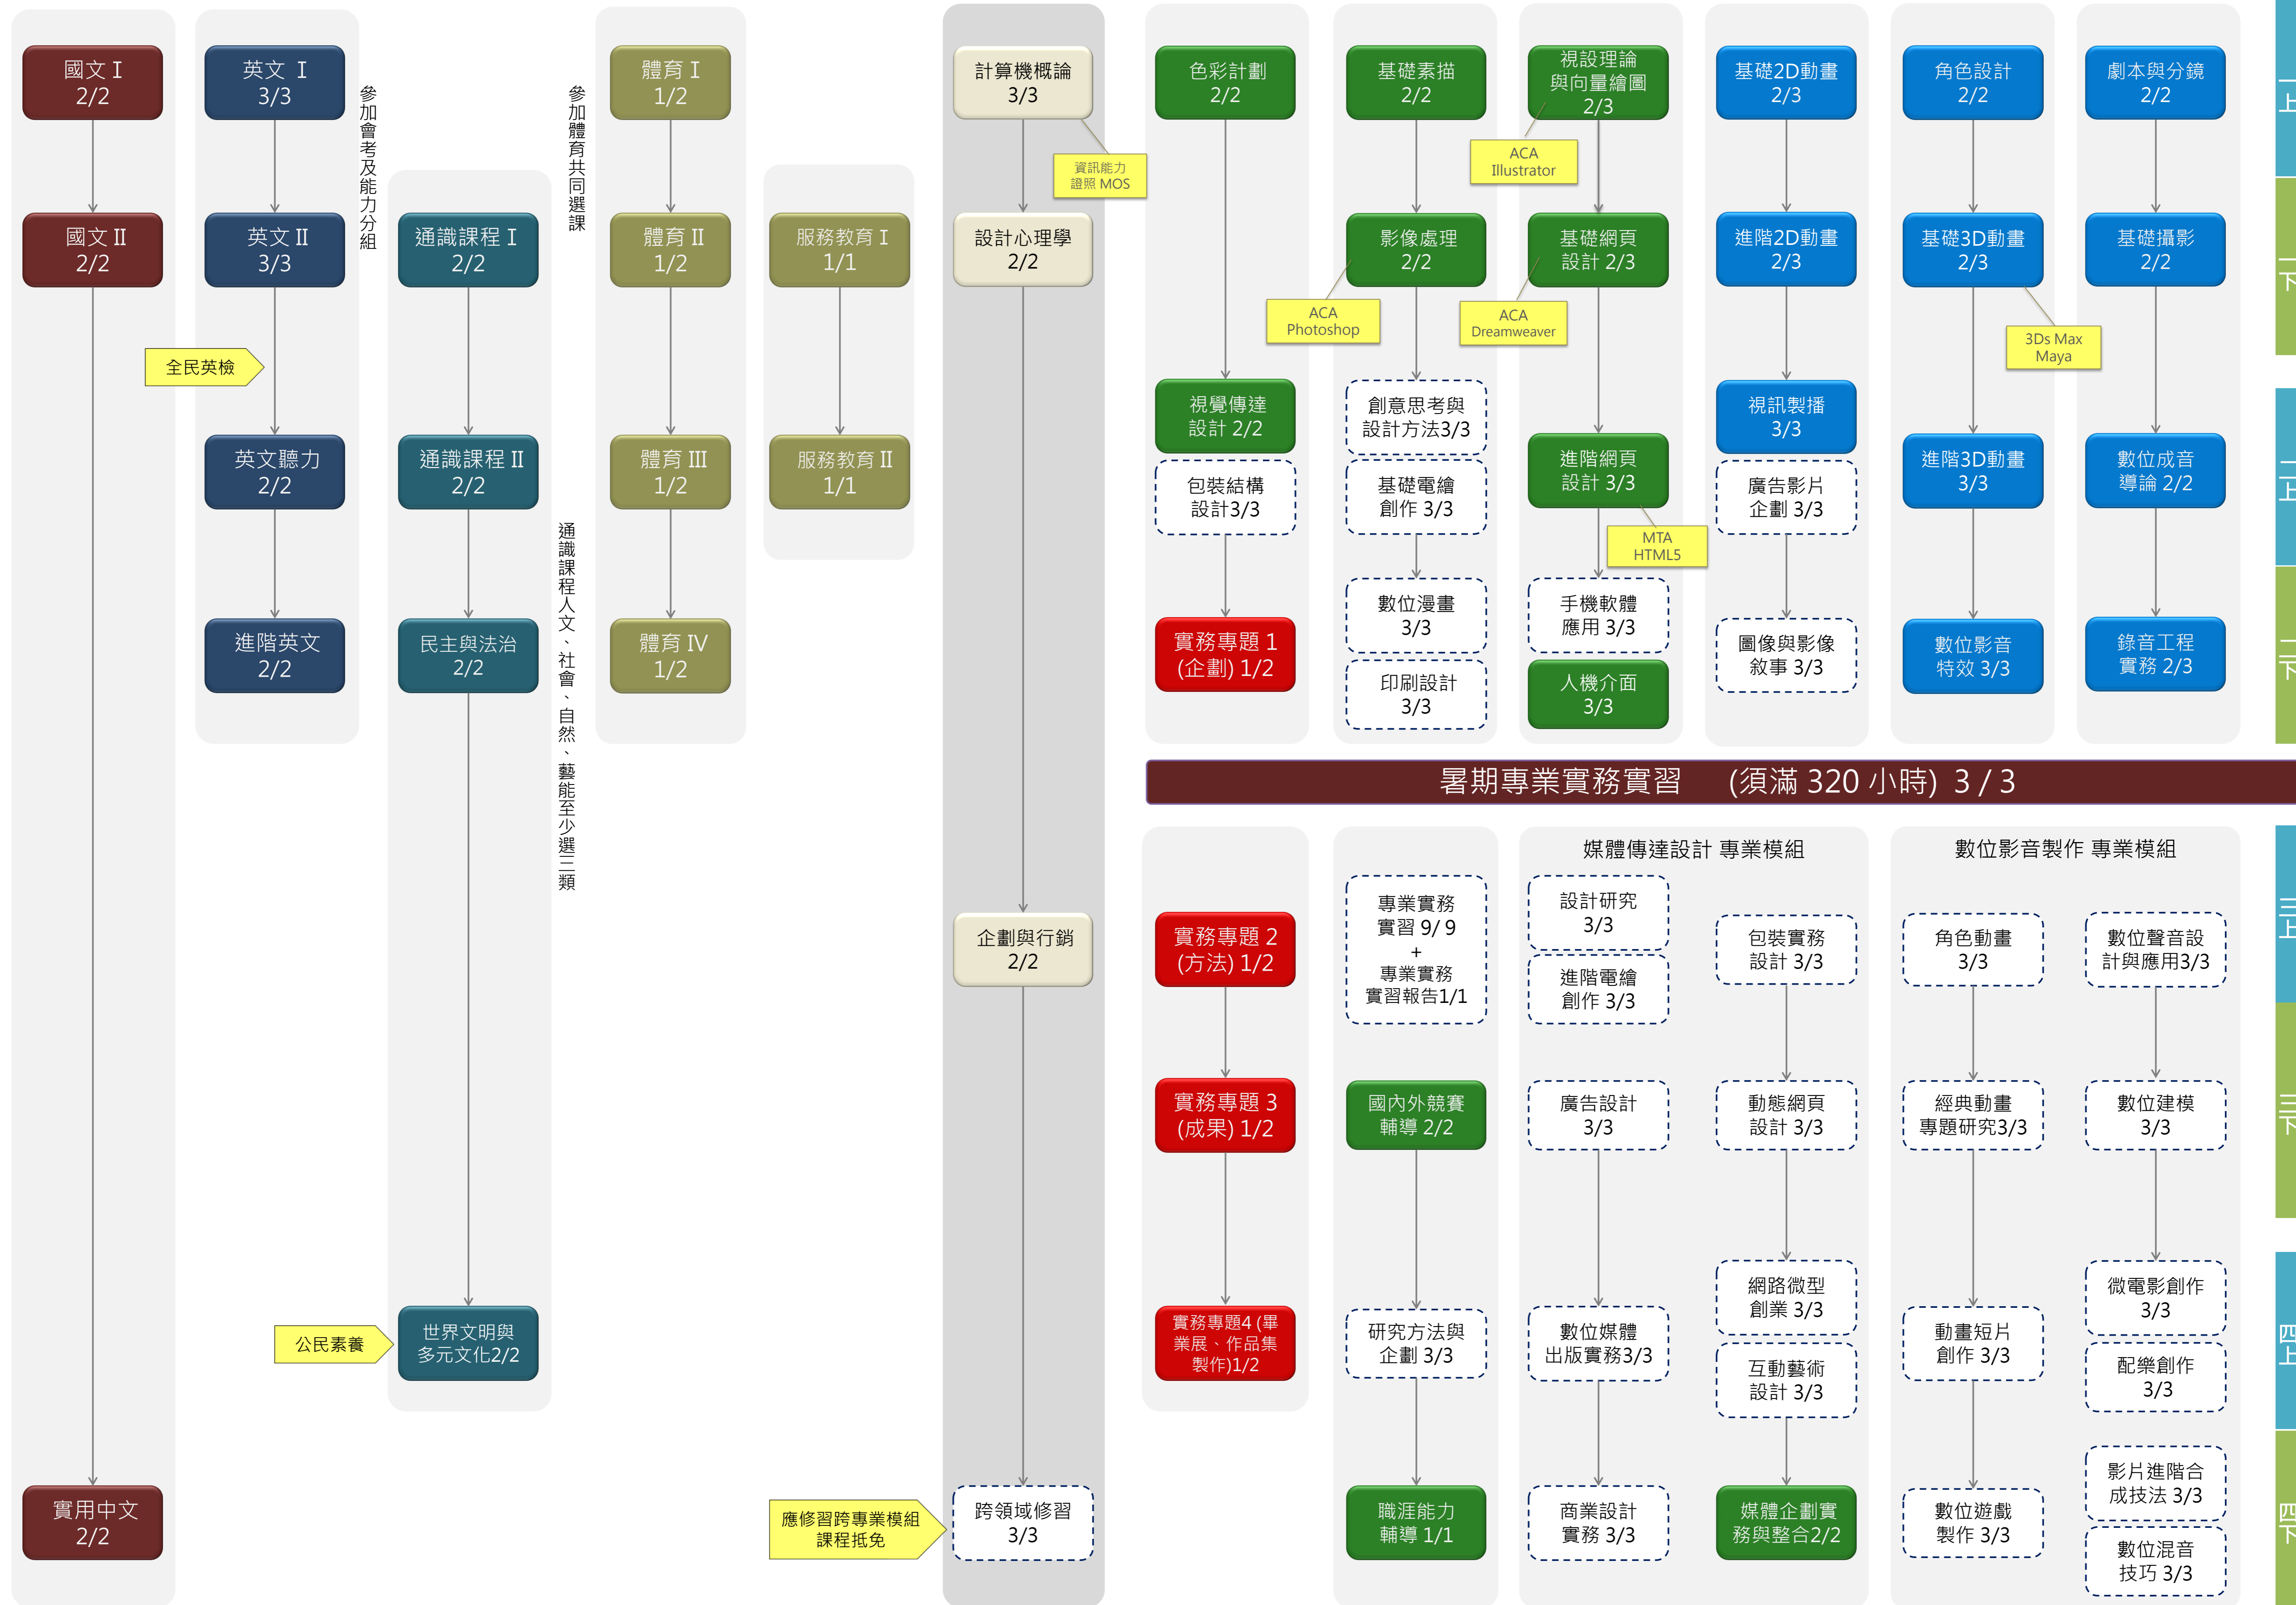 國文 I
2/2
國文 II
2/2
實用中文
2/2
英文 I
3/3
英文 II
3/3
全民英檢
英文聽力
2/2
進階英文
2/2
參加會考及能力分組
通識課程 I
2/2
通識課程 II
2/2
民主與法治
2/2
公民素養
世界文明與
多元文化2/2
通識課程人文、社會、自然、藝能至少選三類
參加體育共同選課
體育 I
1/2
體育 II
1/2
體育 III
1/2
體育 IV
1/2
服務教育 I
1/1
服務教育 II
1/1
計算機概論
3/3
資訊能力
證照 MOS
設計心理學
2/2
企劃與行銷
2/2
應修習跨專業模組
課程抵免
跨領域修習
3/3
色彩計劃
2/2
視覺傳達
設計 2/2
包裝結構
設計3/3
實務專題 1
(企劃) 1/2
基礎素描
2/2
影像處理
2/2
ACA
Photoshop
創意思考與
設計方法3/3
基礎電繪
創作 3/3
數位漫畫
3/3
印刷設計
3/3
視設理論
與向量繪圖
2/3
ACA
Illustrator
基礎網頁
設計 2/3
ACA
Dreamweaver
進階網頁
設計 3/3
MTA
HTML5
手機軟體
應用 3/3
人機介面
3/3
基礎2D動畫
2/3
進階2D動畫
2/3
視訊製播
3/3
廣告影片
企劃 3/3
圖像與影像
敘事 3/3
角色設計
2/2
基礎3D動畫
2/3
3Ds Max
Maya
進階3D動畫
3/3
數位影音
特效 3/3
劇本與分鏡
2/2
基礎攝影
2/2
數位成音
導論 2/2
錄音工程
實務 2/3
一上
一下
二上
二下
暑期專業實務實習 (須滿 320 小時) 3 / 3
實務專題 2
(方法) 1/2
實務專題 3
(成果) 1/2
實務專題4 (畢
業展、作品集
製作)1/2
專業實務
實習 9/ 9
+
專業實務
實習報告1/1
國內外競賽
輔導 2/2
研究方法與
企劃 3/3
職涯能力
輔導 1/1
媒體傳達設計 專業模組
設計研究
3/3
進階電繪
創作 3/3
廣告設計
3/3
數位媒體
出版實務3/3
商業設計
實務 3/3
包裝實務
設計 3/3
動態網頁
設計 3/3
網路微型
創業 3/3
互動藝術
設計 3/3
媒體企劃實
務與整合2/2
數位影音製作 專業模組
角色動畫
3/3
經典動畫
專題研究3/3
動畫短片
創作 3/3
數位遊戲
製作 3/3
數位聲音設
計與應用3/3
數位建模
3/3
微電影創作
3/3
配樂創作
3/3
影片進階合
成技法 3/3
數位混音
技巧 3/3
三上
三下
四上
四下